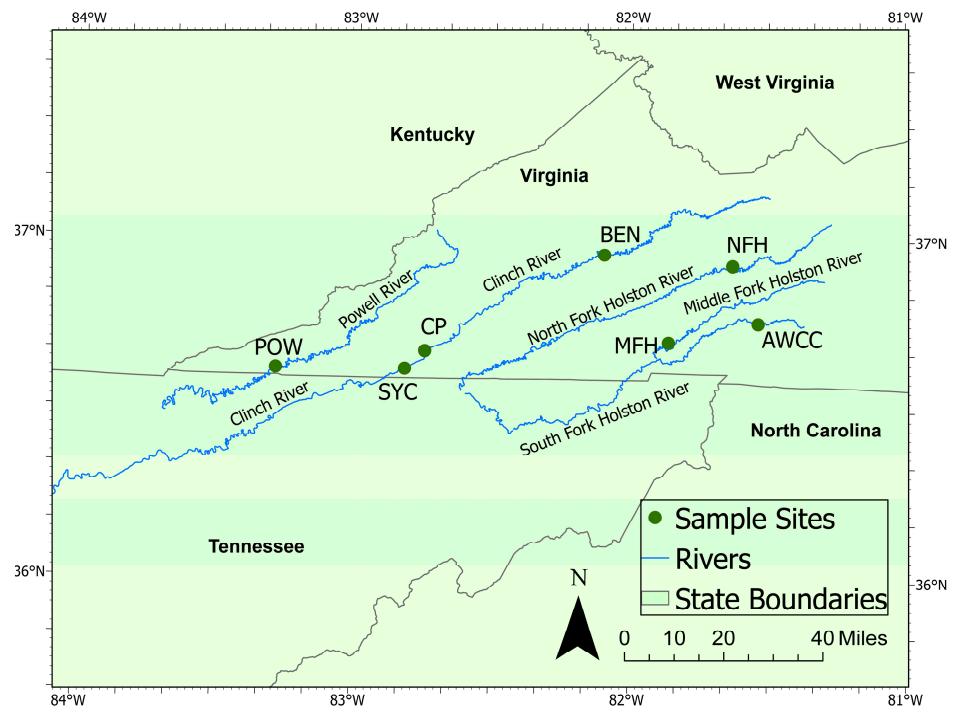 84°W 83°W 82°W 81°W
West Virginia
Kentucky
Virginia
37°N 37°N
BEN
NFH
Clinch River
Powell River
North Fork Holston River
Middle Fork Holston River
CP
POW
MFH
AWCC
SYC
Clinch River
South Fork Holston River
North Carolina
Tennessee
Sample Sites
Rivers
State Boundaries
36°N 36°N
N
0 10 20 40 Miles
84°W 83°W 82°W 81°W